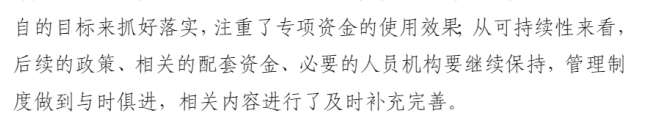 自的目标来抓好落实，注重了专项资金的使用效果；从可持续性来看，
后续的政策、相关的配套资金、必要的人员机构要继续保持，管理制
度做到与时俱进，相关内容进行了及时补充完善。